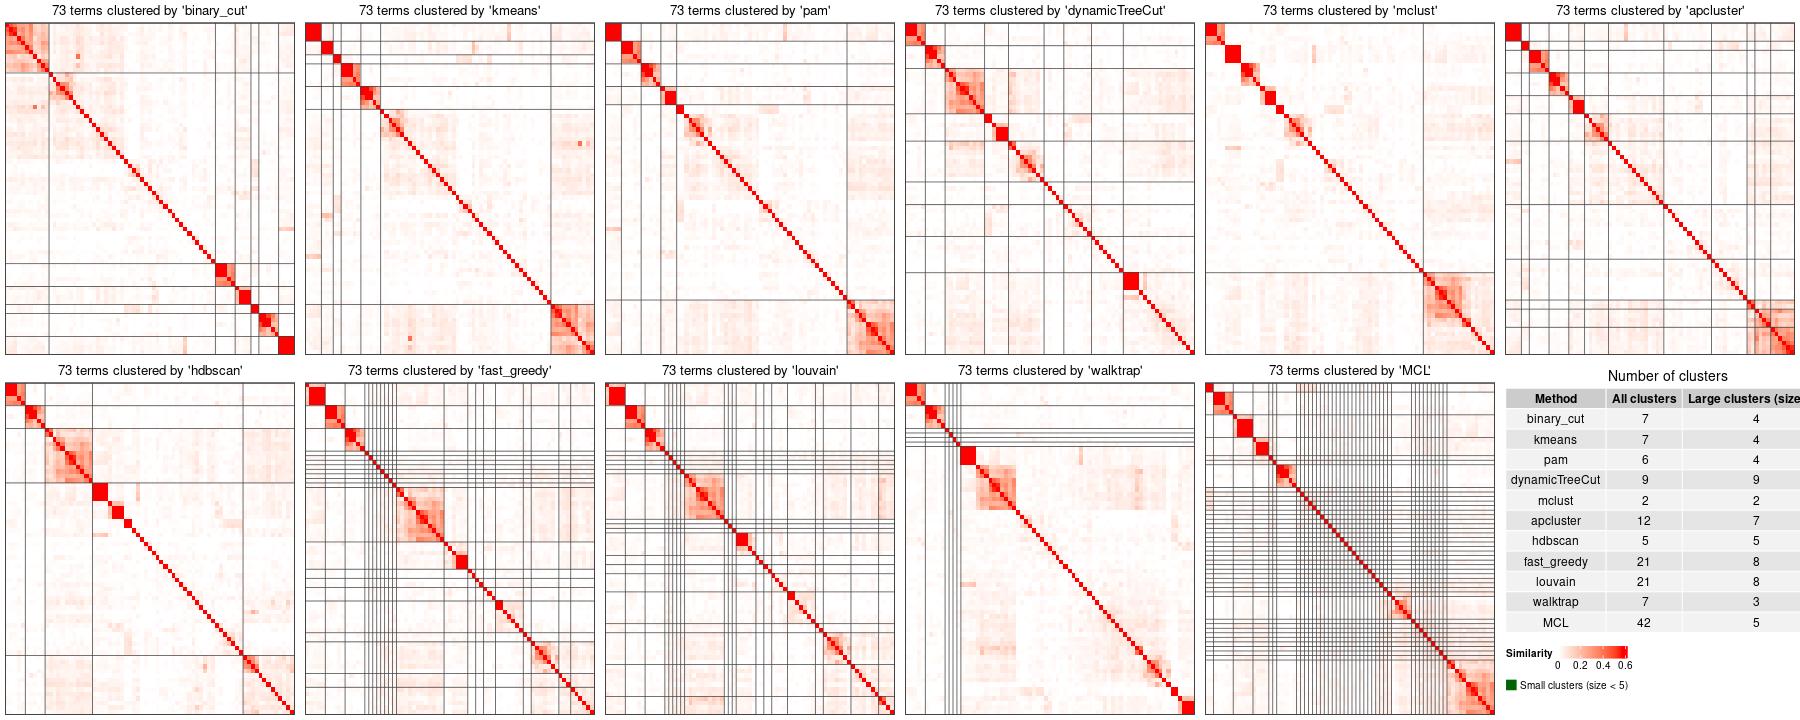 73 terms clustered by 'binary_cut'
73 terms clustered by 'kmeans'
73 terms clustered by 'pam'
73 terms clustered by 'dynamicTreeCut'
73 terms clustered by 'mclust'
73 terms clustered by 'apcluster'
73 terms clustered by 'hdbscan'
73 terms clustered by 'fast_greedy'
73 terms clustered by 'louvain'
73 terms clustered by 'walktrap'
73 terms clustered by 'MCL'
Number of clusters
Method All clusters Large clusters (size
binary_cut 7 4
kmeans 7 4
pam 6 4
dynamicTreeCut 9 9
mclust 2 2
apcluster 12 7
hdbscan 5 5
fast_greedy 21 8
louvain 21 8
walktrap 7 3
MCL 42 5
Similarity
0 0.2 0.4 0.6
Small clusters (size < 5)